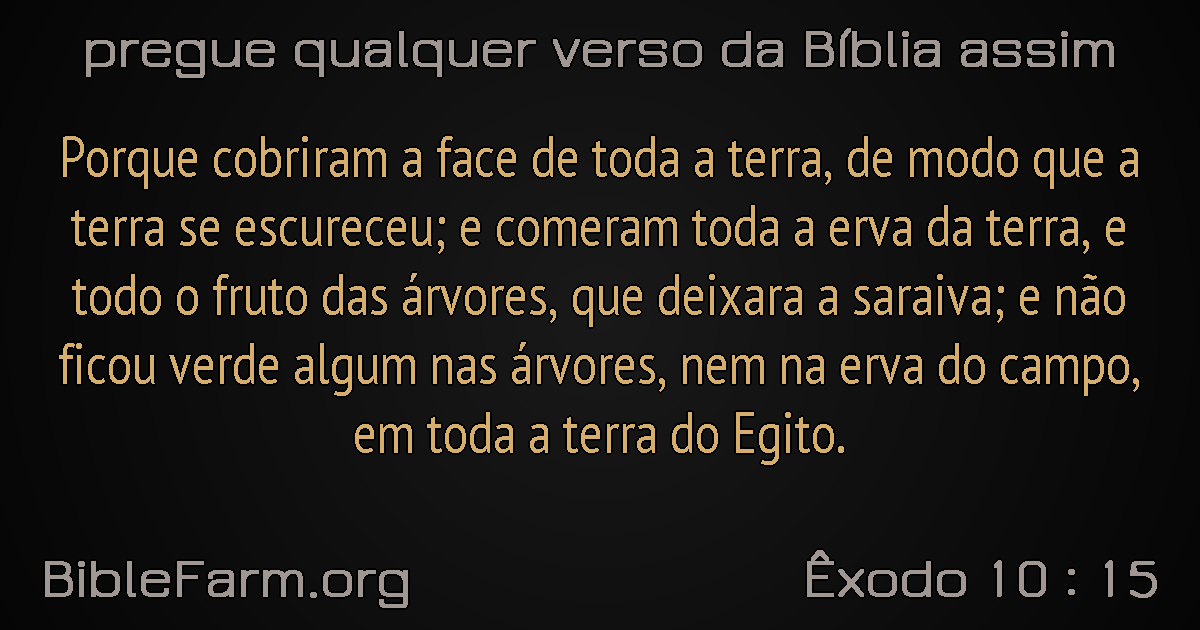 pregue qualquer verso da Bíblia assim
Porque cobriram a face de toda a terra, de modo que a
terra se escureceu; e comeram toda a erva da terra, e
todo o fruto das árvores, que deixara a saraiva; e não
ficou verde algum nas árvores, nem na erva do campo,
em toda a terra do Egito.
BibleFarm.org
Êxodo 10 : 15